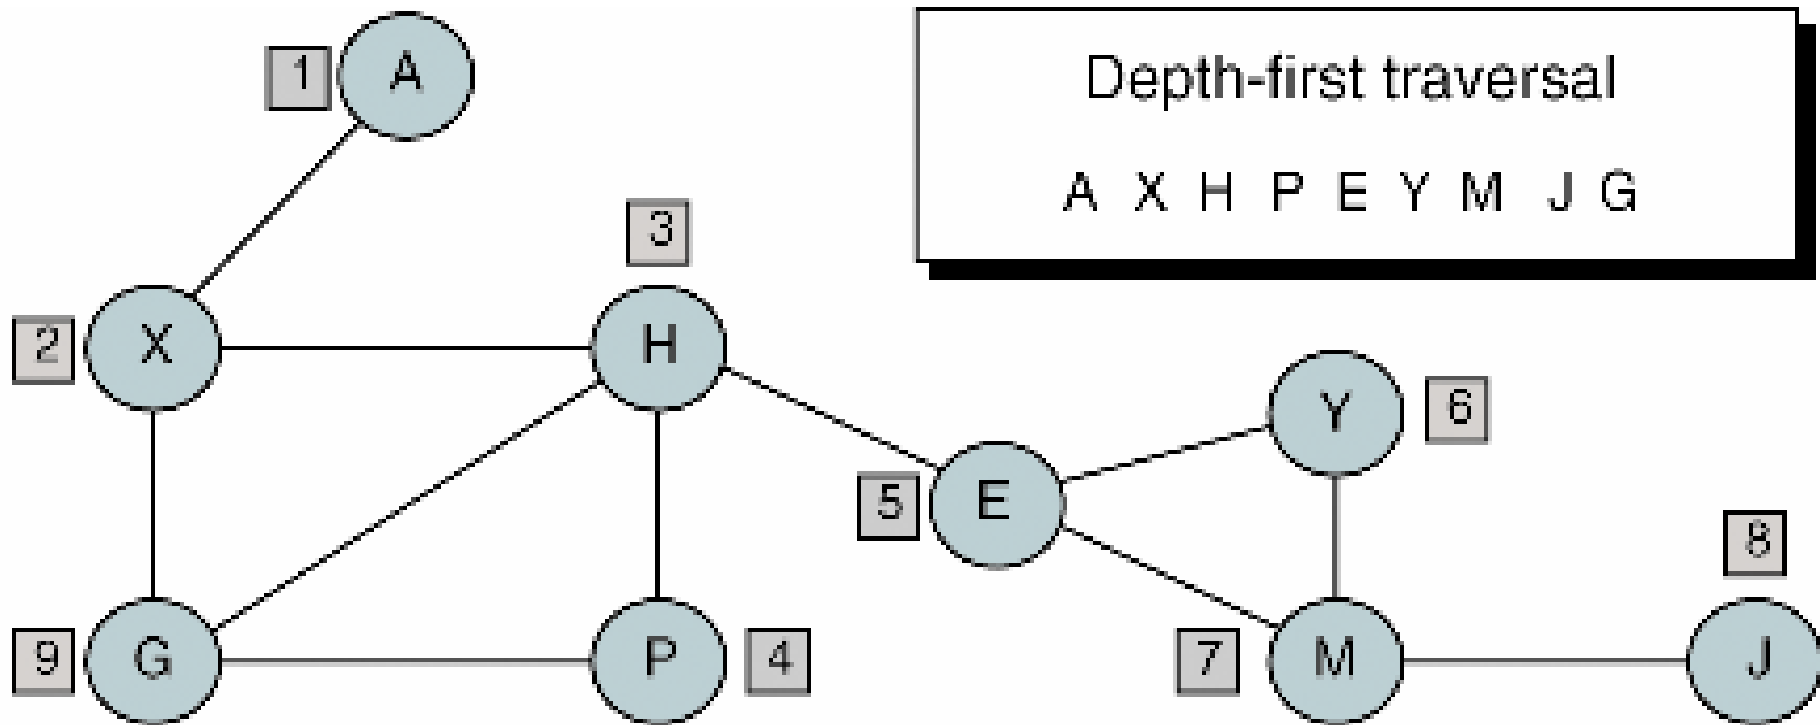 Depth-first traversal
A X H P E Y M J G
1 A
3
2 X H
Y 6
5 E
8
9 G P 4 7 M J